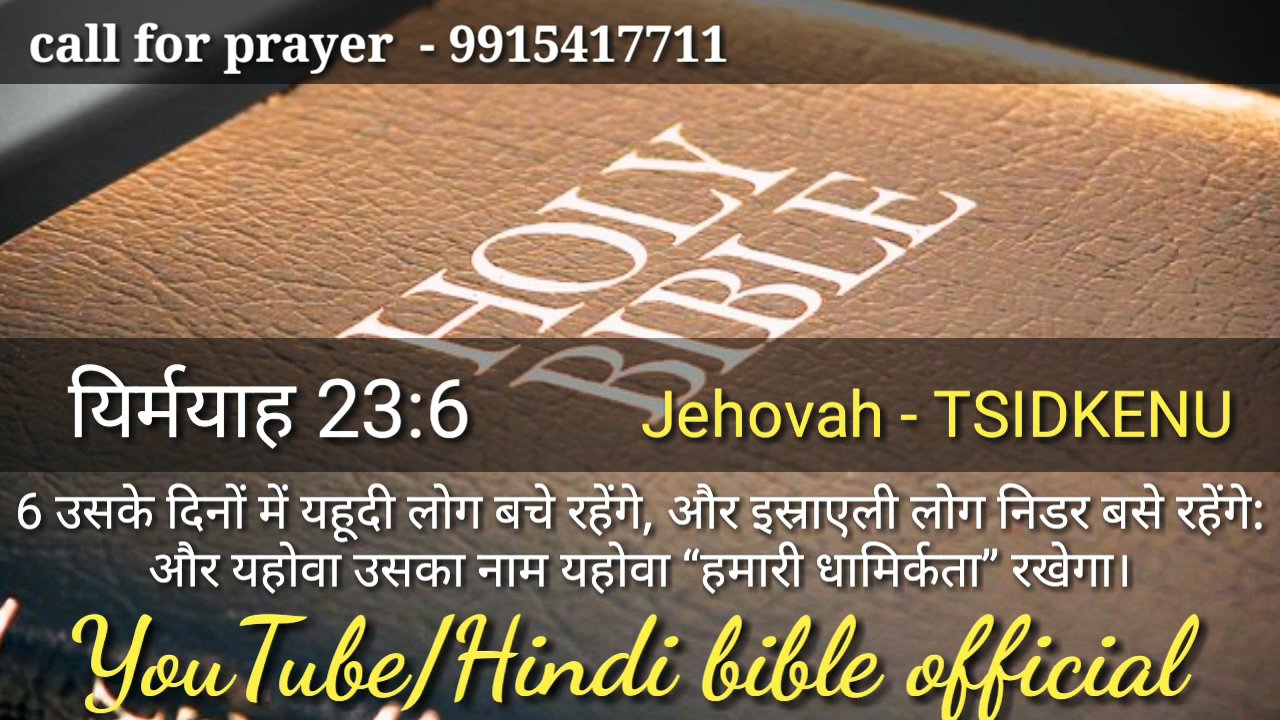 call for prayer - 9915417711
HOLY
BIBLE
यिर्मयाह 23:6
Jehovah - TSIDKENU
6 उसके दिनों में यहूदी लोग बचे रहेंगे, और इस्राएली लोग निडर बसे रहेंगे:
और यहोवा उसका नाम यहोवा “हमारी धामिर्कता” रखेगा।
YouTube/Hindi bible official